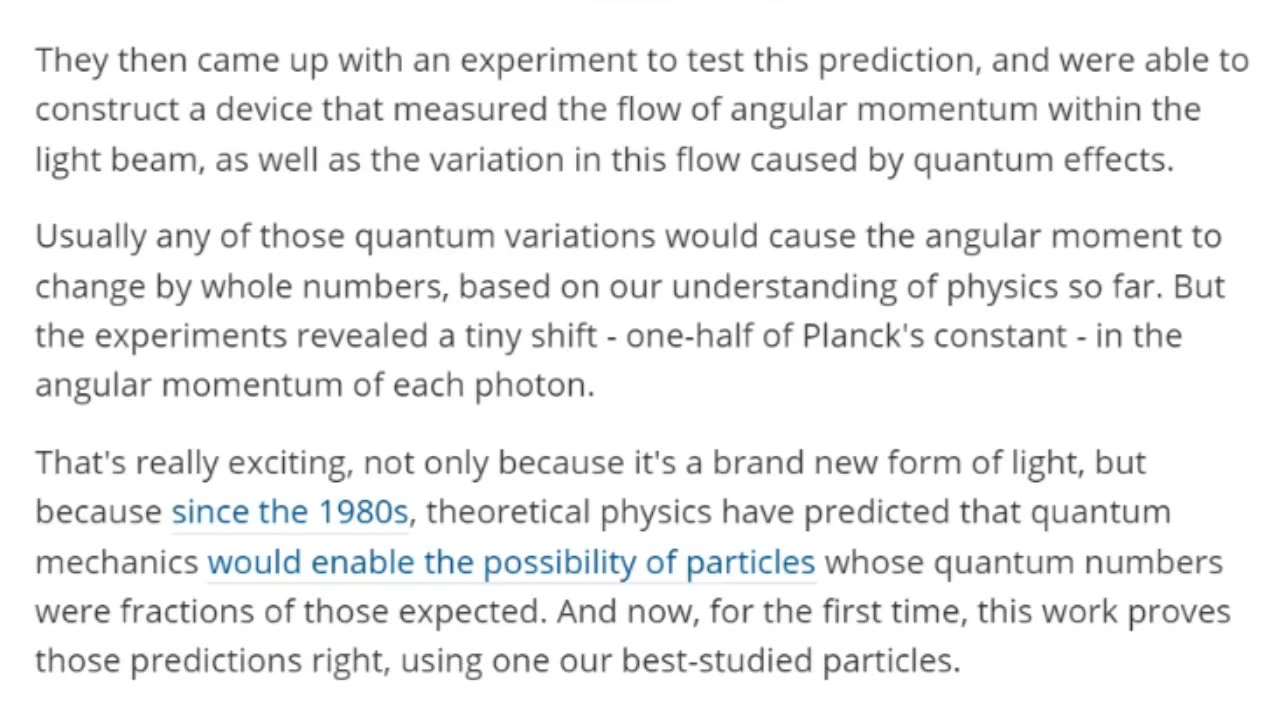 They then came up with an experiment to test this prediction, and were able to
construct a device that measured the flow of angular momentum within the
light beam, as well as the variation in this flow caused by quantum effects.
Usually any of those quantum variations would cause the angular moment to
change by whole numbers, based on our understanding of physics so far. But
the experiments revealed a tiny shift - one-half of Planck's constant - in the
angular momentum of each photon.
That's really exciting, not only because it's a brand new form of light, but
because since the 1980s, theoretical physics have predicted that quantum
mechanics would enable the possibility of particles whose quantum numbers
were fractions of those expected. And now, for the first time, this work proves
those predictions right, using one our best-studied particles.